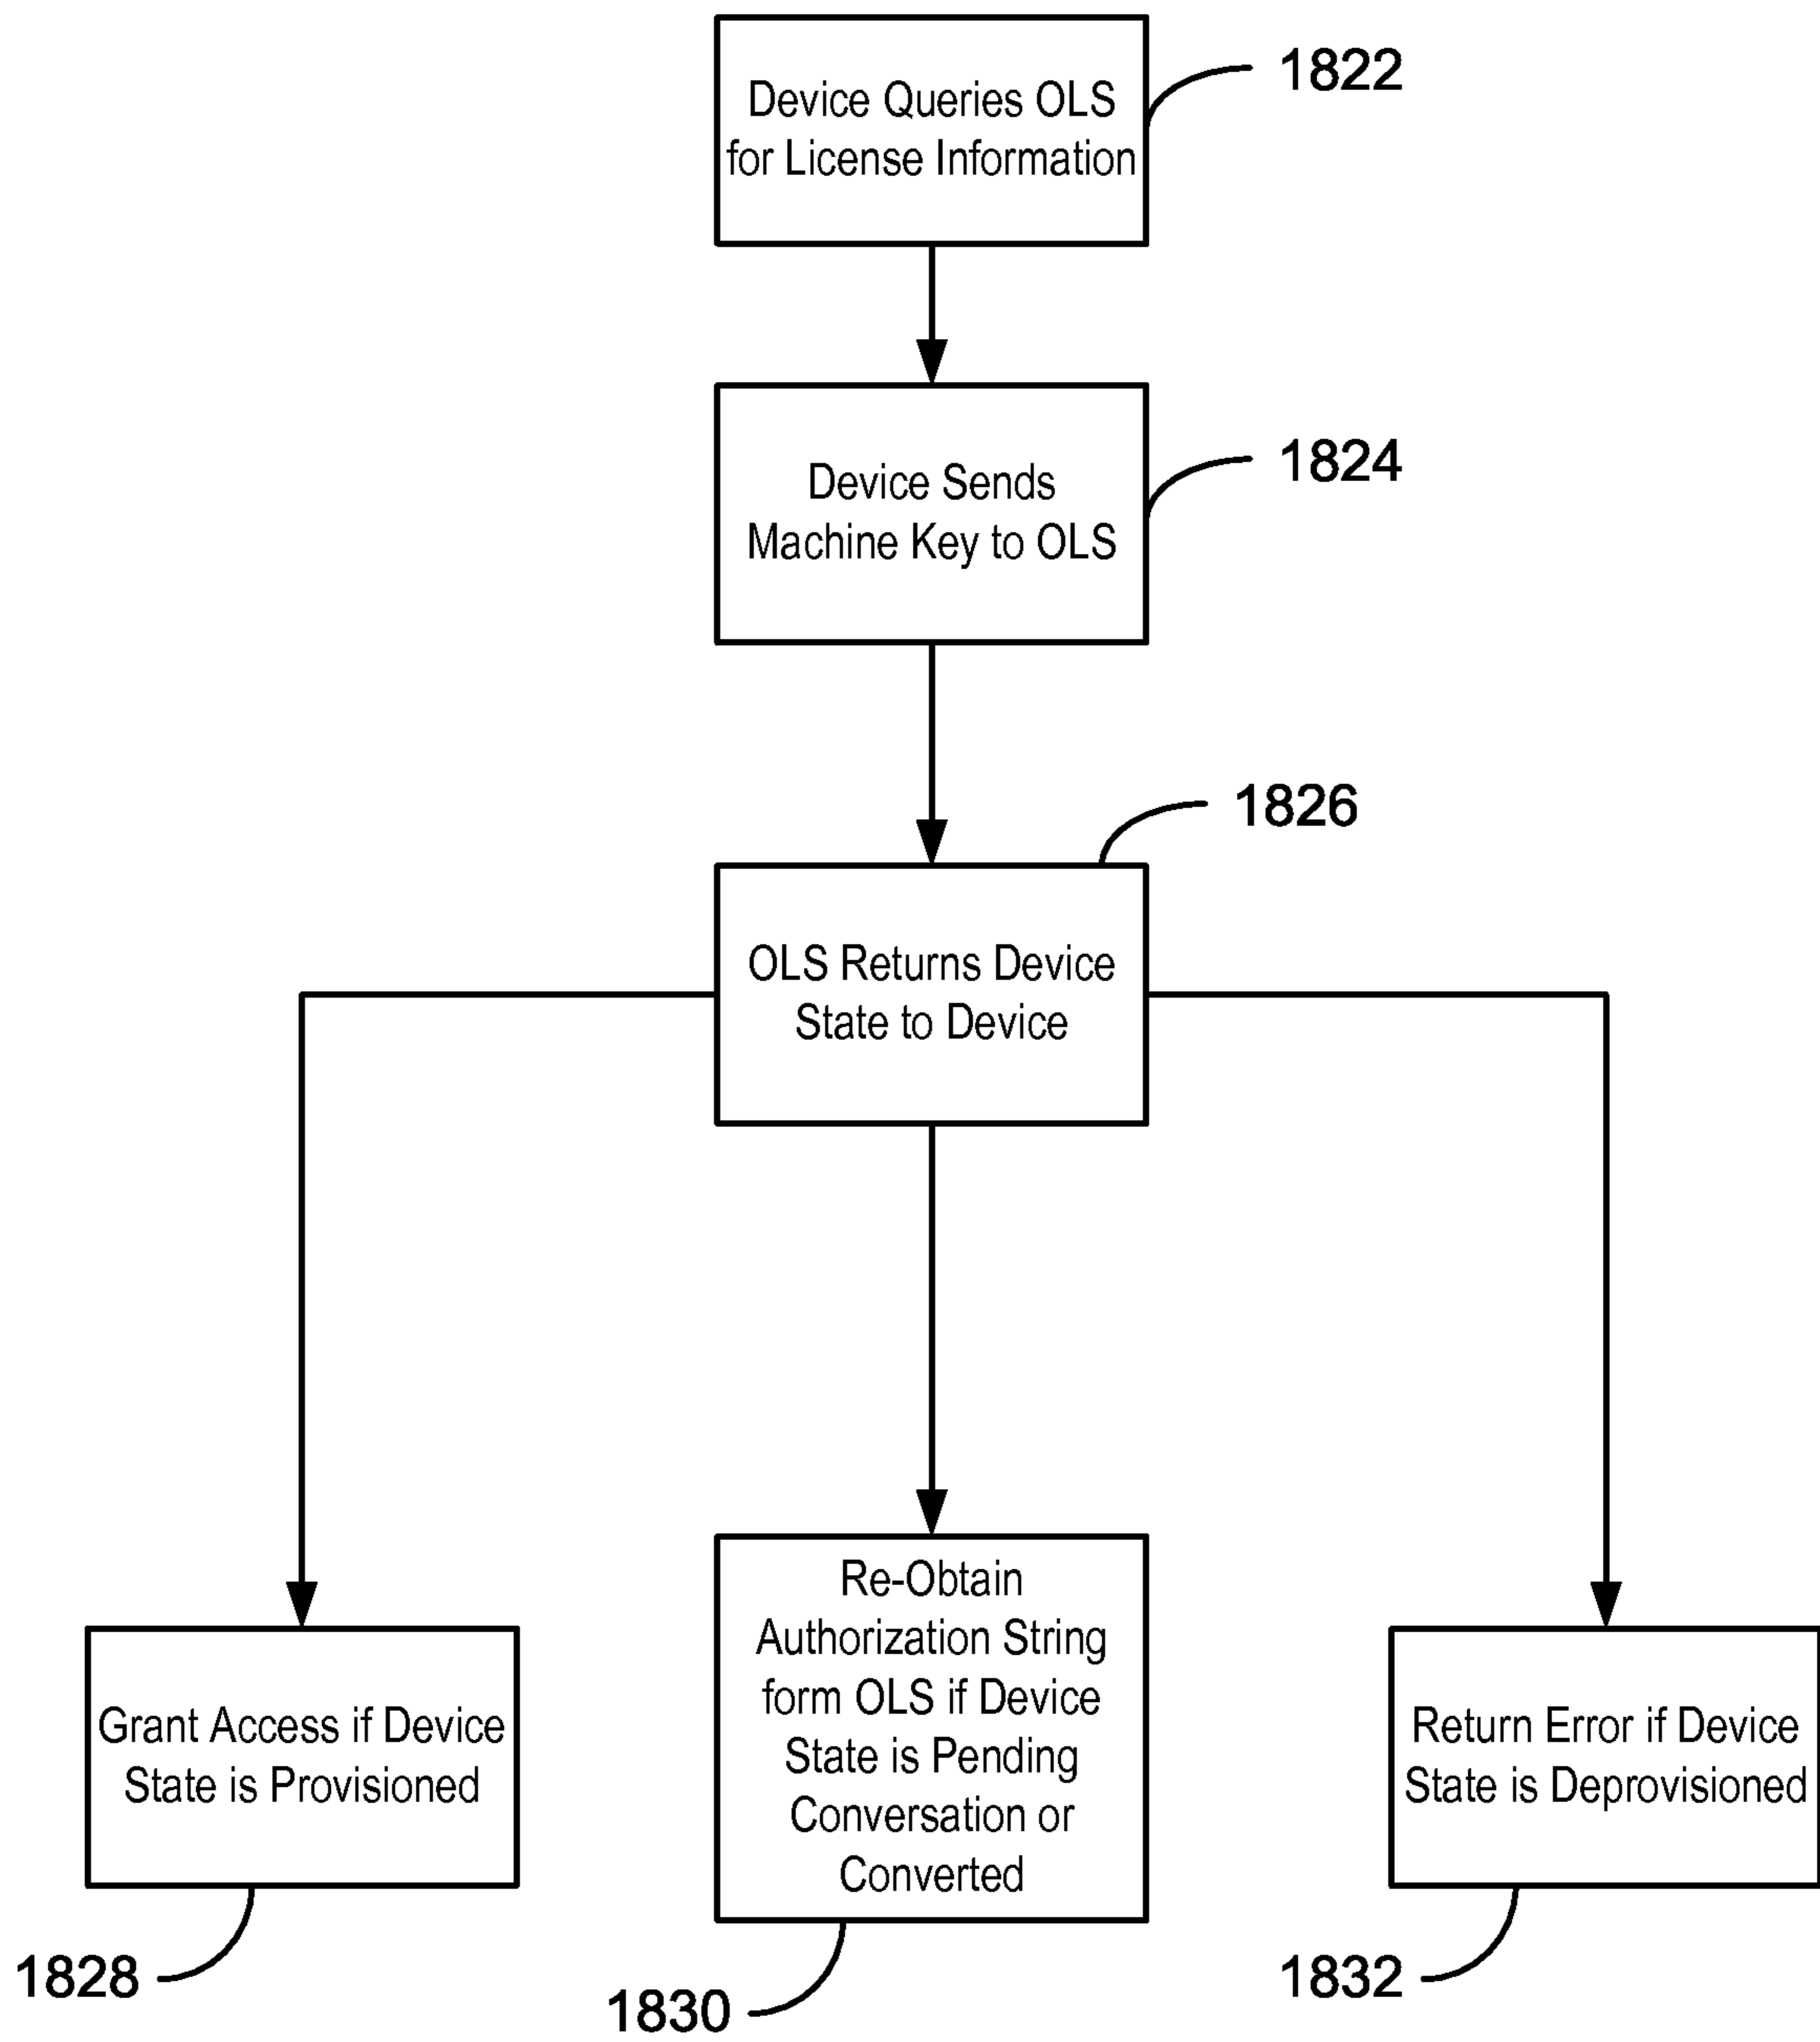 Device Queries OLS
for License Information
1822
Device Sends
Machine Key to OLS
1824
1826
OLS Returns Device
State to Device
Grant Access if Device
State is Provisioned
1828
Re-Obtain
Authorization String
form OLS if Device
State is Pending
Conversation or
Converted
1830
Return Error if Device
State is Deprovisioned
1832